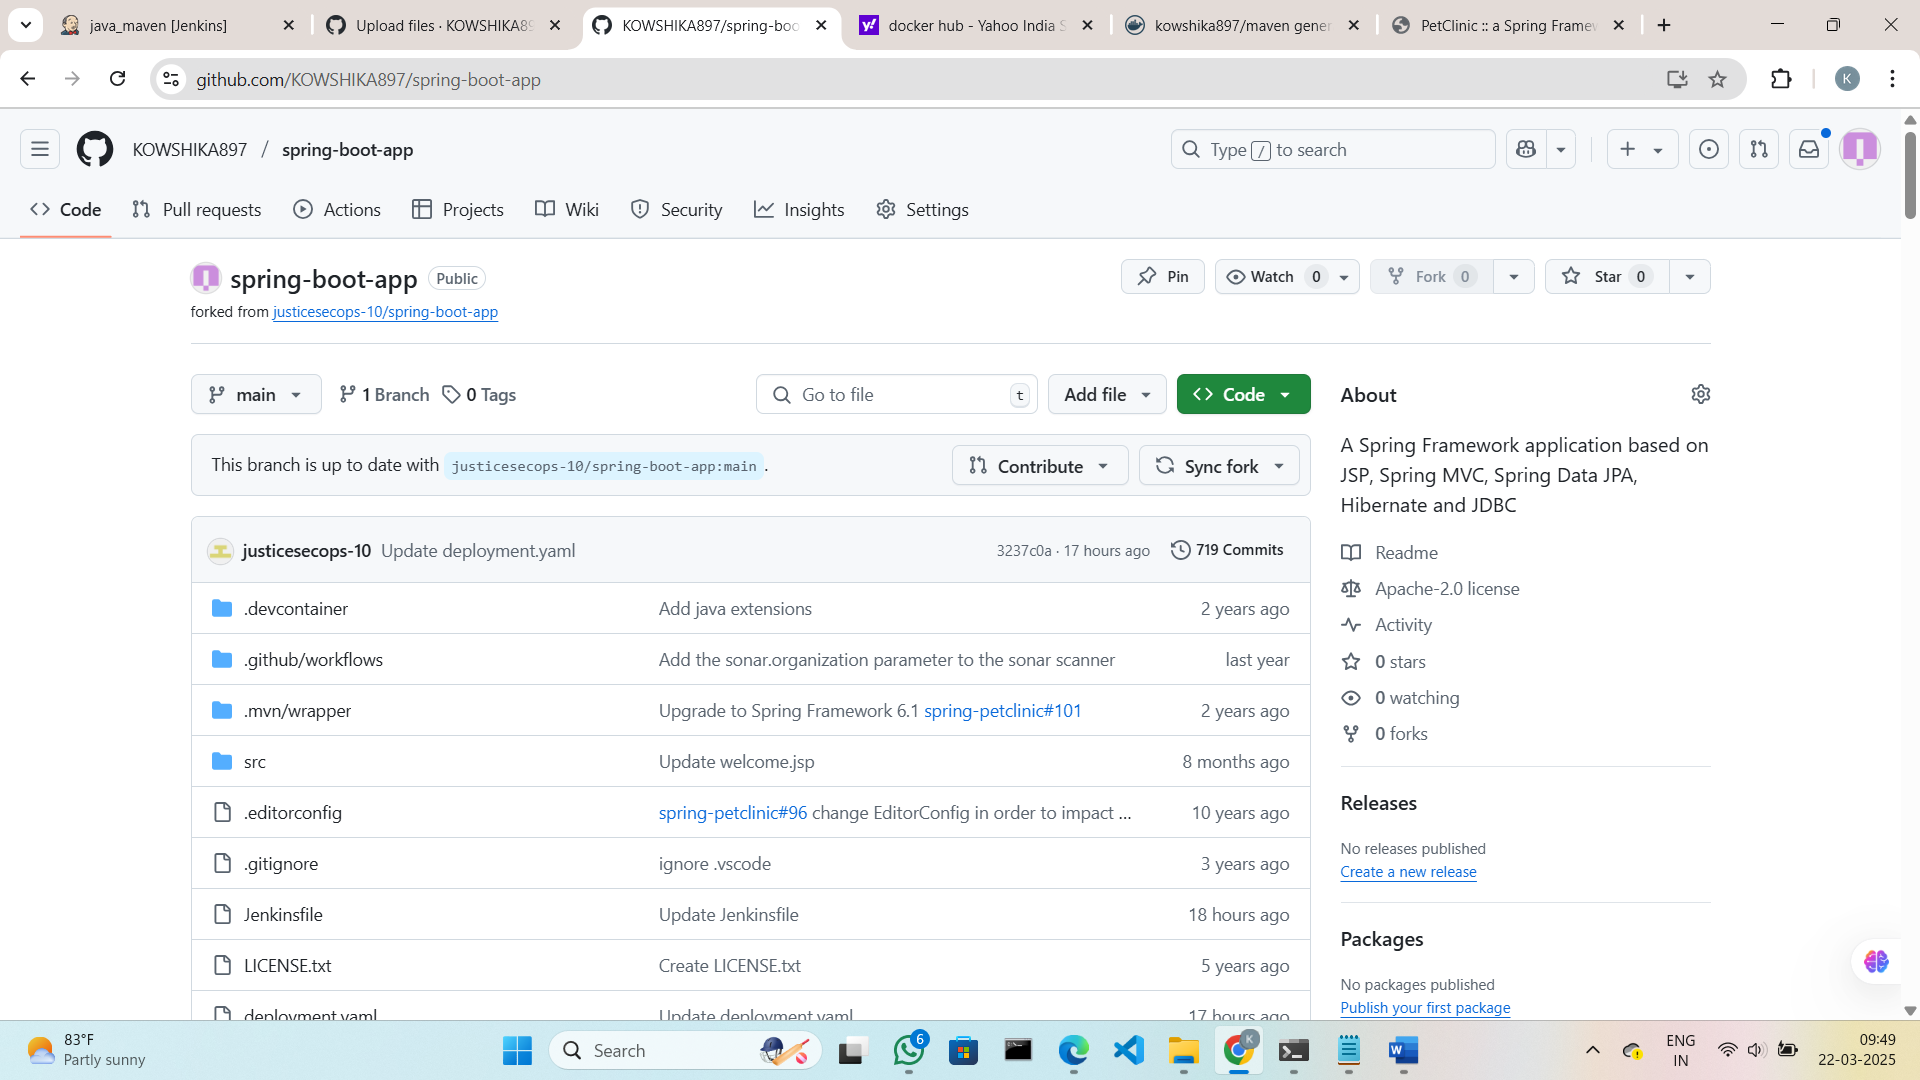 java_maven [Jenkins]
Upload files · KOWSHIKA89
KOWSHIKA897/spring-boo
docker hub - Yahoo India S
kowshika897/maven gener
PetClinic :: a Spring Framew
github.com/KOWSHIKA897/spring-boot-app
K
KOWSHIKA897 / spring-boot-app
Type / to search
Code
Pull requests
Actions
Projects
Wiki
Security
Insights
Settings
spring-boot-app
Public
Pin
Watch 0
Fork 0
Star 0
forked from justicesecops-10/spring-boot-app
main
1 Branch
0 Tags
Go to file
t
Add file
Code
About
This branch is up to date with justicesecops-10/spring-boot-app:main .
Contribute
Sync fork
A Spring Framework application based on
JSP, Spring MVC, Spring Data JPA,
Hibernate and JDBC
justicesecops-10 Update deployment.yaml
3237c0a · 17 hours ago
719 Commits
.devcontainer
Add java extensions
2 years ago
.github/workflows
Add the sonar.organization parameter to the sonar scanner
last year
.mvn/wrapper
Upgrade to Spring Framework 6.1 spring-petclinic#101
2 years ago
src
Update welcome.jsp
8 months ago
.editorconfig
spring-petclinic#96 change EditorConfig in order to impact ...
10 years ago
.gitignore
ignore .vscode
3 years ago
Jenkinsfile
Update Jenkinsfile
18 hours ago
LICENSE.txt
Create LICENSE.txt
5 years ago
deployment.yaml
Update deployment.yaml
17 hours ago
Readme
Apache-2.0 license
Activity
0 stars
0 watching
0 forks
Releases
No releases published
Create a new release
Packages
No packages published
Publish your first package
83°F
Partly sunny
Search
6
K
ENG
IN
09:49
22-03-2025